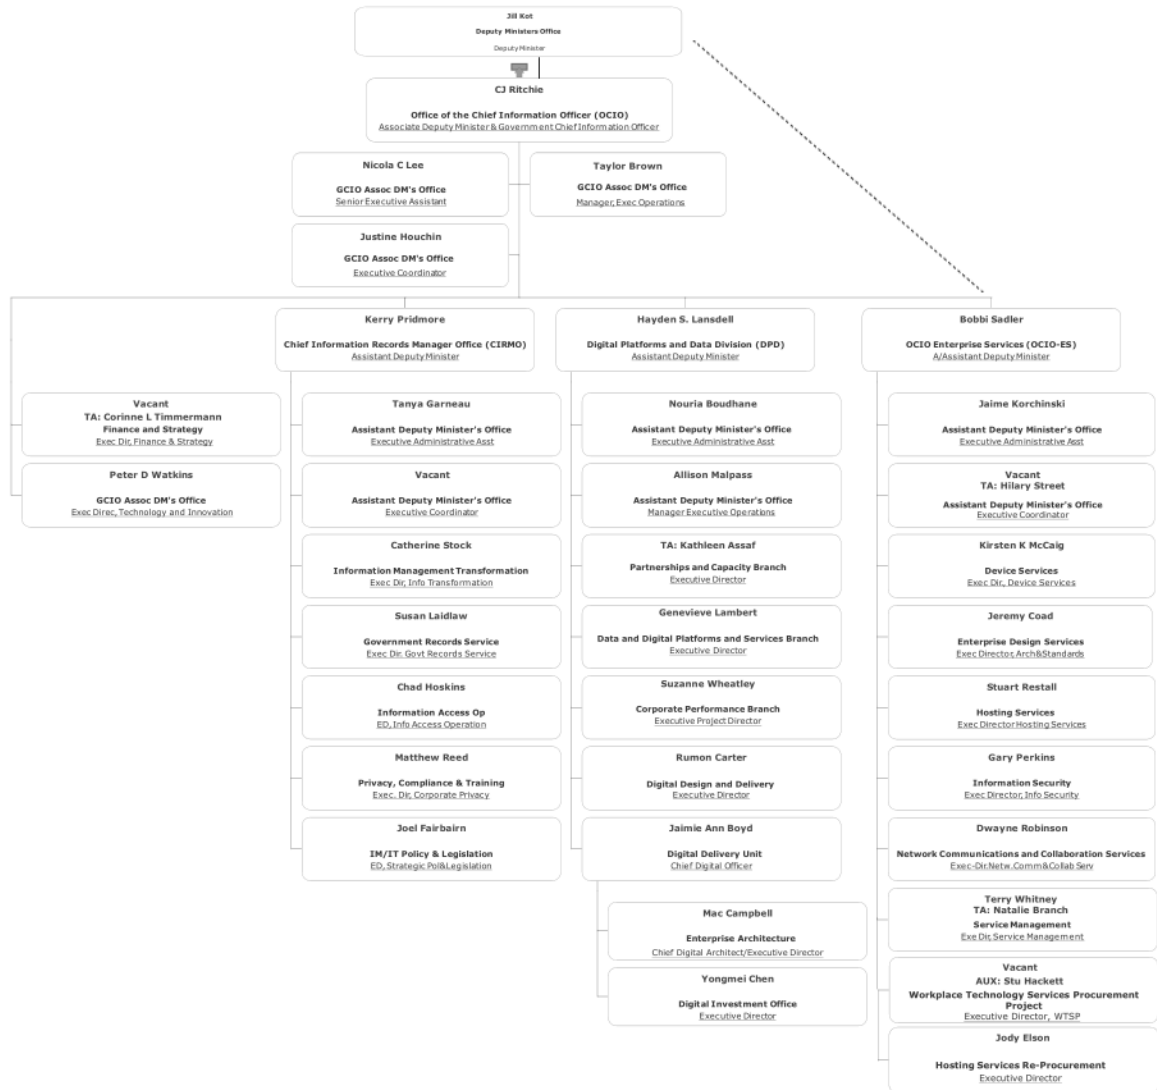 Jill Kot
Deputy Ministers Office
Deputy Minister
CJ Ritchie
Office of the Chief Information Officer (OCIO)
Associate Deputy Minister & Government Chief Information Officer
Nicola C Lee
GCIO Assoc DM's Office
Senior Executive Assistant
Taylor Brown
GCIO Assoc DM's Office
Manager, Exec Operations
Justine Houchin
GCIO Assoc DM's Office
Executive Coordinator
Kerry Pridmore
Chief Information Records Manager Office (CIRMO)
Assistant Deputy Minister
Hayden S. Lansdell
Digital Platforms and Data Division (DPD)
Assistant Deputy Minister
Bobbi Sadler
OCIO Enterprise Services (OCIO-ES)
A/Assistant Deputy Minister
Vacant
TA: Corinne L Timmermann
Finance and Strategy
Exec Dir, Finance & Strategy
Peter D Watkins
GCIO Assoc DM's Office
Exec Direc, Technology and Innovation
Tanya Garneau
Assistant Deputy Minister's Office
Executive Administrative Asst
Vacant
Assistant Deputy Minister's Office
Executive Coordinator
Catherine Stock
Information Management Transformation
Exec Dir, Info Transformation
Susan Laidlaw
Government Records Service
Exec Dir. Govt Records Service
Chad Hoskins
Information Access Op
ED, Info Access Operation
Matthew Reed
Privacy, Compliance & Training
Exec. Dir, Corporate Privacy
Joel Fairbairn
IM/IT Policy & Legislation
ED, Strategic Pol&Legislation
Nouria Boudhane
Assistant Deputy Minister's Office
Executive Administrative Asst
Allison Malpass
Assistant Deputy Minister's Office
Manager Executive Operations
TA: Kathleen Assaf
Partnerships and Capacity Branch
Executive Director
Genevieve Lambert
Data and Digital Platforms and Services Branch
Executive Director
Suzanne Wheatley
Corporate Performance Branch
Executive Project Director
Rumon Carter
Digital Design and Delivery
Executive Director
Jaimie Ann Boyd
Digital Delivery Unit
Chief Digital Officer
Mac Campbell
Enterprise Architecture
Chief Digital Architect/Executive Director
Yongmei Chen
Digital Investment Office
Executive Director
Jaime Korchinski
Assistant Deputy Minister's Office
Executive Administrative Asst
Vacant
TA: Hilary Street
Assistant Deputy Minister's Office
Executive Coordinator
Kirsten K McCaig
Device Services
Exec Dir., Device Services
Jeremy Coad
Enterprise Design Services
Exec Director, Arch&Standards
Stuart Restall
Hosting Services
Exec Director Hosting Services
Gary Perkins
Information Security
Exec Director, Info Security
Dwayne Robinson
Network Communications and Collaboration Services
Exec-Dir.Netw.Comm&Collab Serv
Terry Whitney
TA: Natalie Branch
Service Management
Exe Dir, Service Management
Vacant
AUX: Stu Hackett
Workplace Technology Services Procurement
Project
Executive Director, WTSP
Jody Elson
Hosting Services Re-Procurement
Executive Director